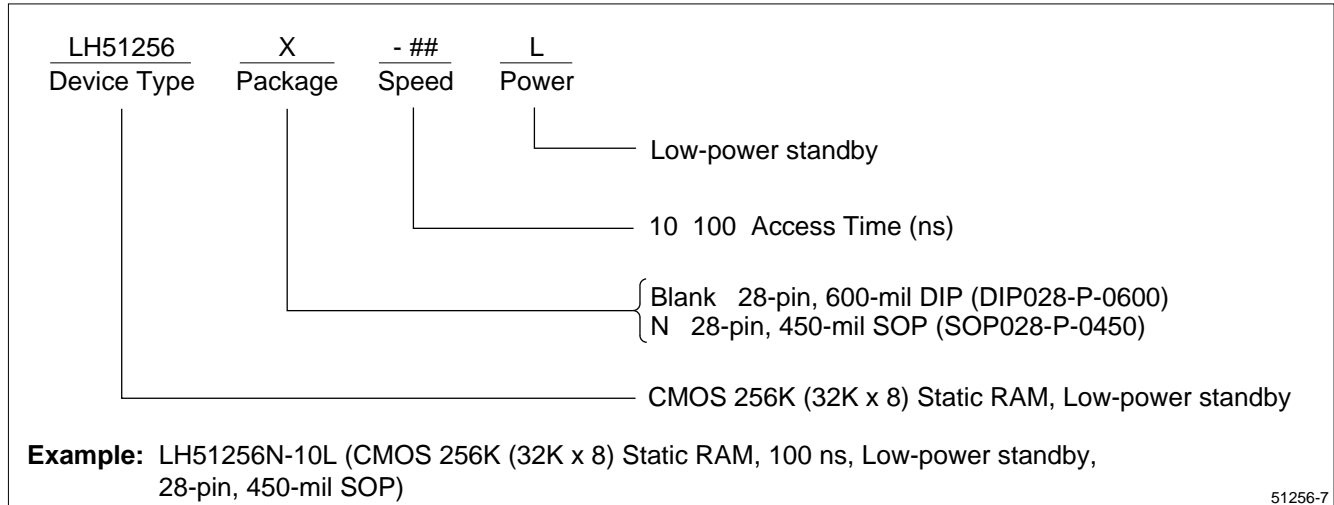 LH51256 X - ## L
Device Type Package Speed Power
Low-power standby
10 100 Access Time (ns)
Blank 28-pin, 600-mil DIP (DIP028-P-0600)
N 28-pin, 450-mil SOP (SOP028-P-0450)
CMOS 256K (32K x 8) Static RAM, Low-power standby
Example: LH51256N-10L (CMOS 256K (32K x 8) Static RAM, 100 ns, Low-power standby,
28-pin, 450-mil SOP)
51256-7